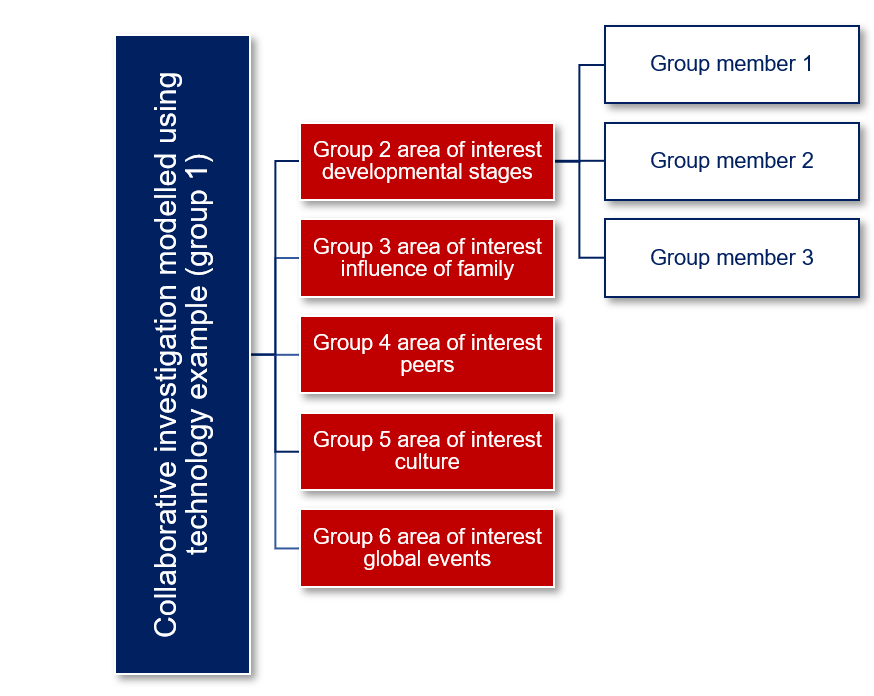 Collaborative investigation modelled using
technology example (group 1)
Group 2 area of interest
developmental stages
Group 3 area of interest
influence of family
Group 4 area of interest
peers
Group 5 area of interest
culture
Group 6 area of interest
global events
Group member 1
Group member 2
Group member 3